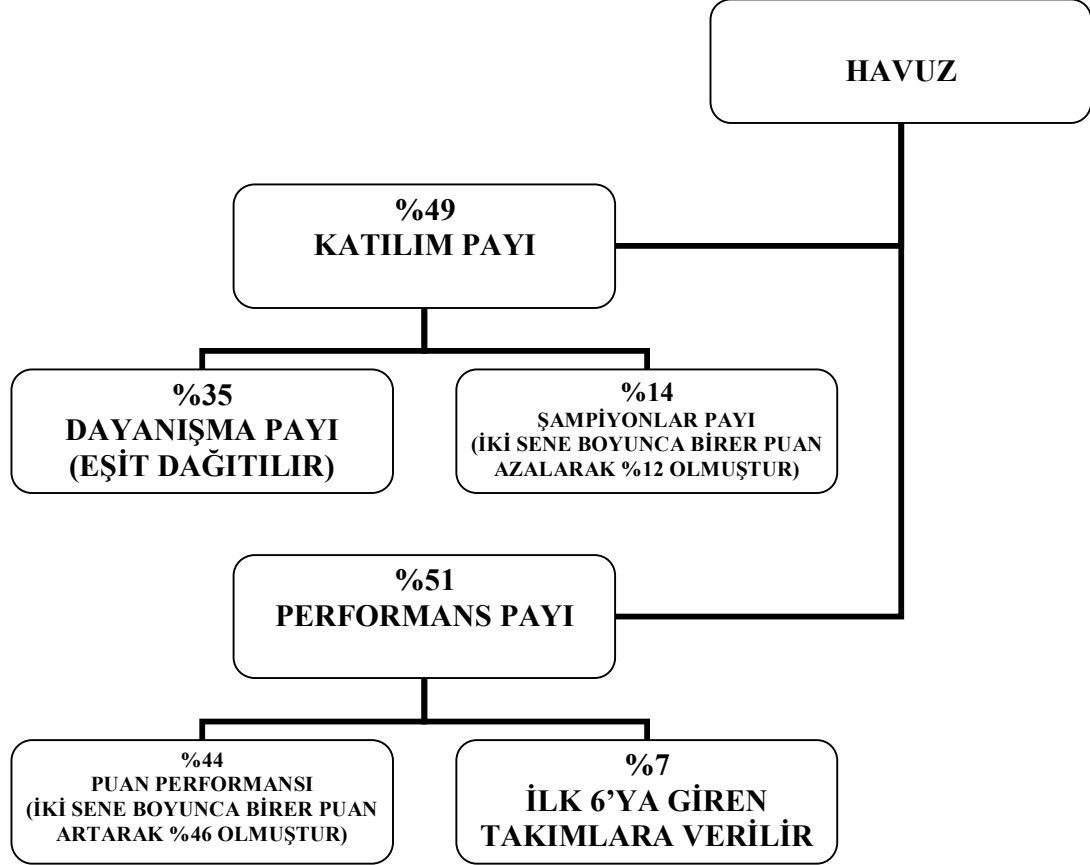 HAVUZ
%49
KATILIM PAYI
%35
DAYANIŞMA PAYI
(EŞİT DAĞITILIR)
%14
ŞAMPİYONLAR PAYI
(İKİ SENE BOYUNCA BİRER PUAN
AZALARAK %12 OLMUŞTUR)
%51
PERFORMANS PAYI
%44
PUAN PERFORMANSI
(İKİ SENE BOYUNCA BİRER PUAN
ARTARAK %46 OLMUŞTUR)
%7
İLK 6’YA GİREN
TAKIMLARA VERİLİR